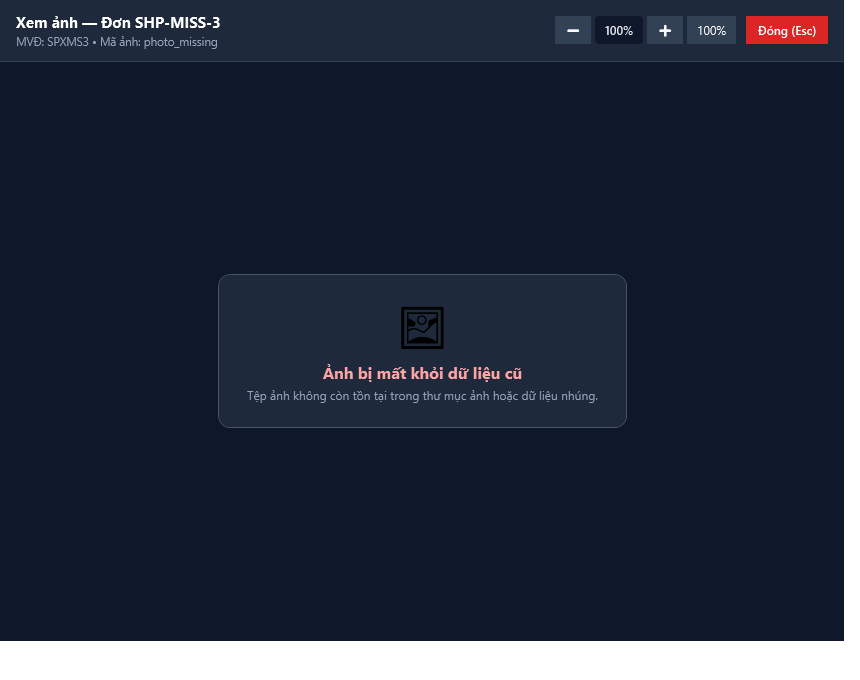 Xem ảnh — Đơn SHP-MISS-3
MVĐ: SPXMS3 • Mã ảnh: photo_missing
− 100% + 100% Đóng (Esc)
Ảnh bị mất khỏi dữ liệu cũ
Tệp ảnh không còn tồn tại trong thư mục ảnh hoặc dữ liệu nhúng.